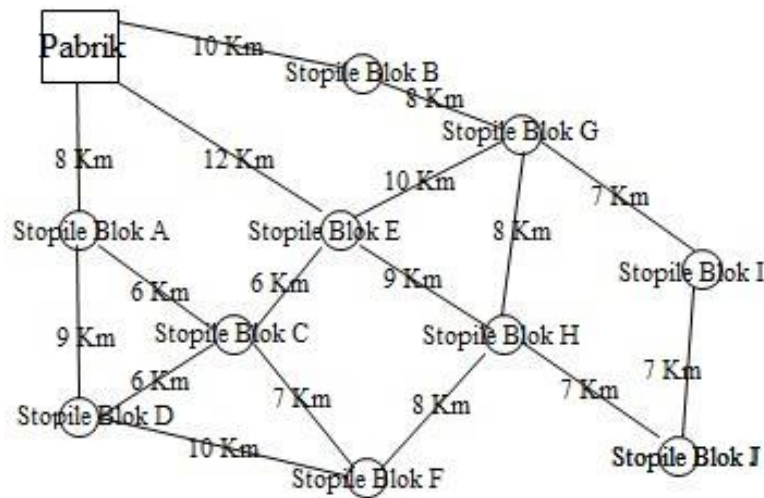 Pabrik
10 Km
Stopile Blok B
8 Km
Stopile Blok G
8 Km
12 Km
10 Km
7 Km
Stopile Blok A
Stopile Blok E
8 Km
Stopile Blok I
6 Km
6 Km
9 Km
9 Km
Stopile Blok C
Stopile Blok H
6 Km
7 Km
8 Km
7 Km
7 Km
Stopile Blok D
10 Km
Stopile Blok F
Stopile Blok J